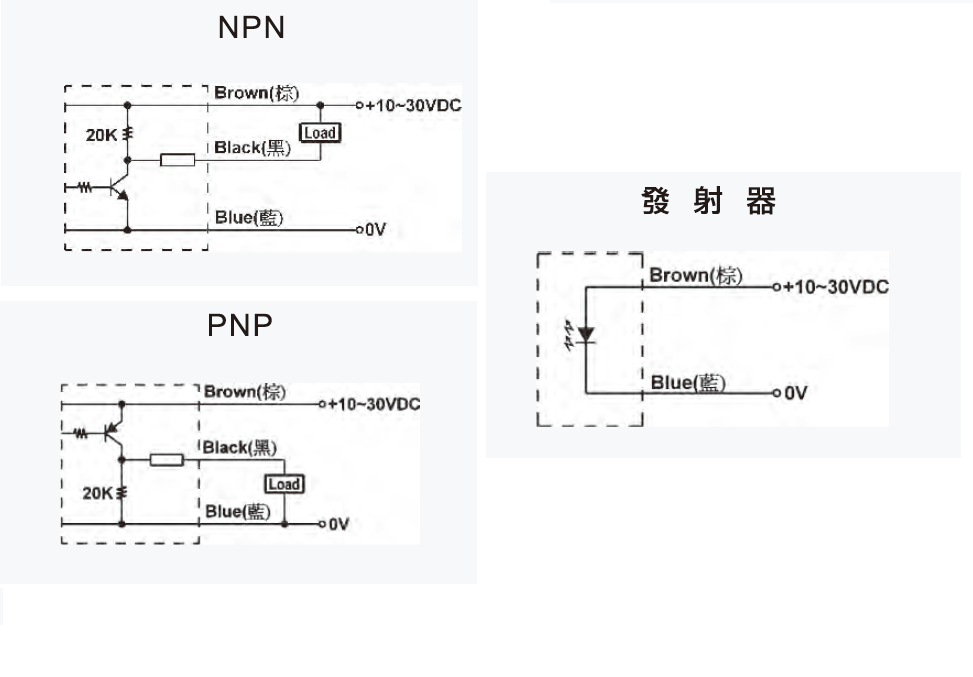 NPN
Brown(棕)
+10~30VDC
20K
Load
Black(黑)
Blue(藍)
0V
PNP
Brown(棕)
+10~30VDC
Black(黑)
20K
Load
Blue(藍)
0V
發射器
Brown(棕)
+10~30VDC
Blue(藍)
0V